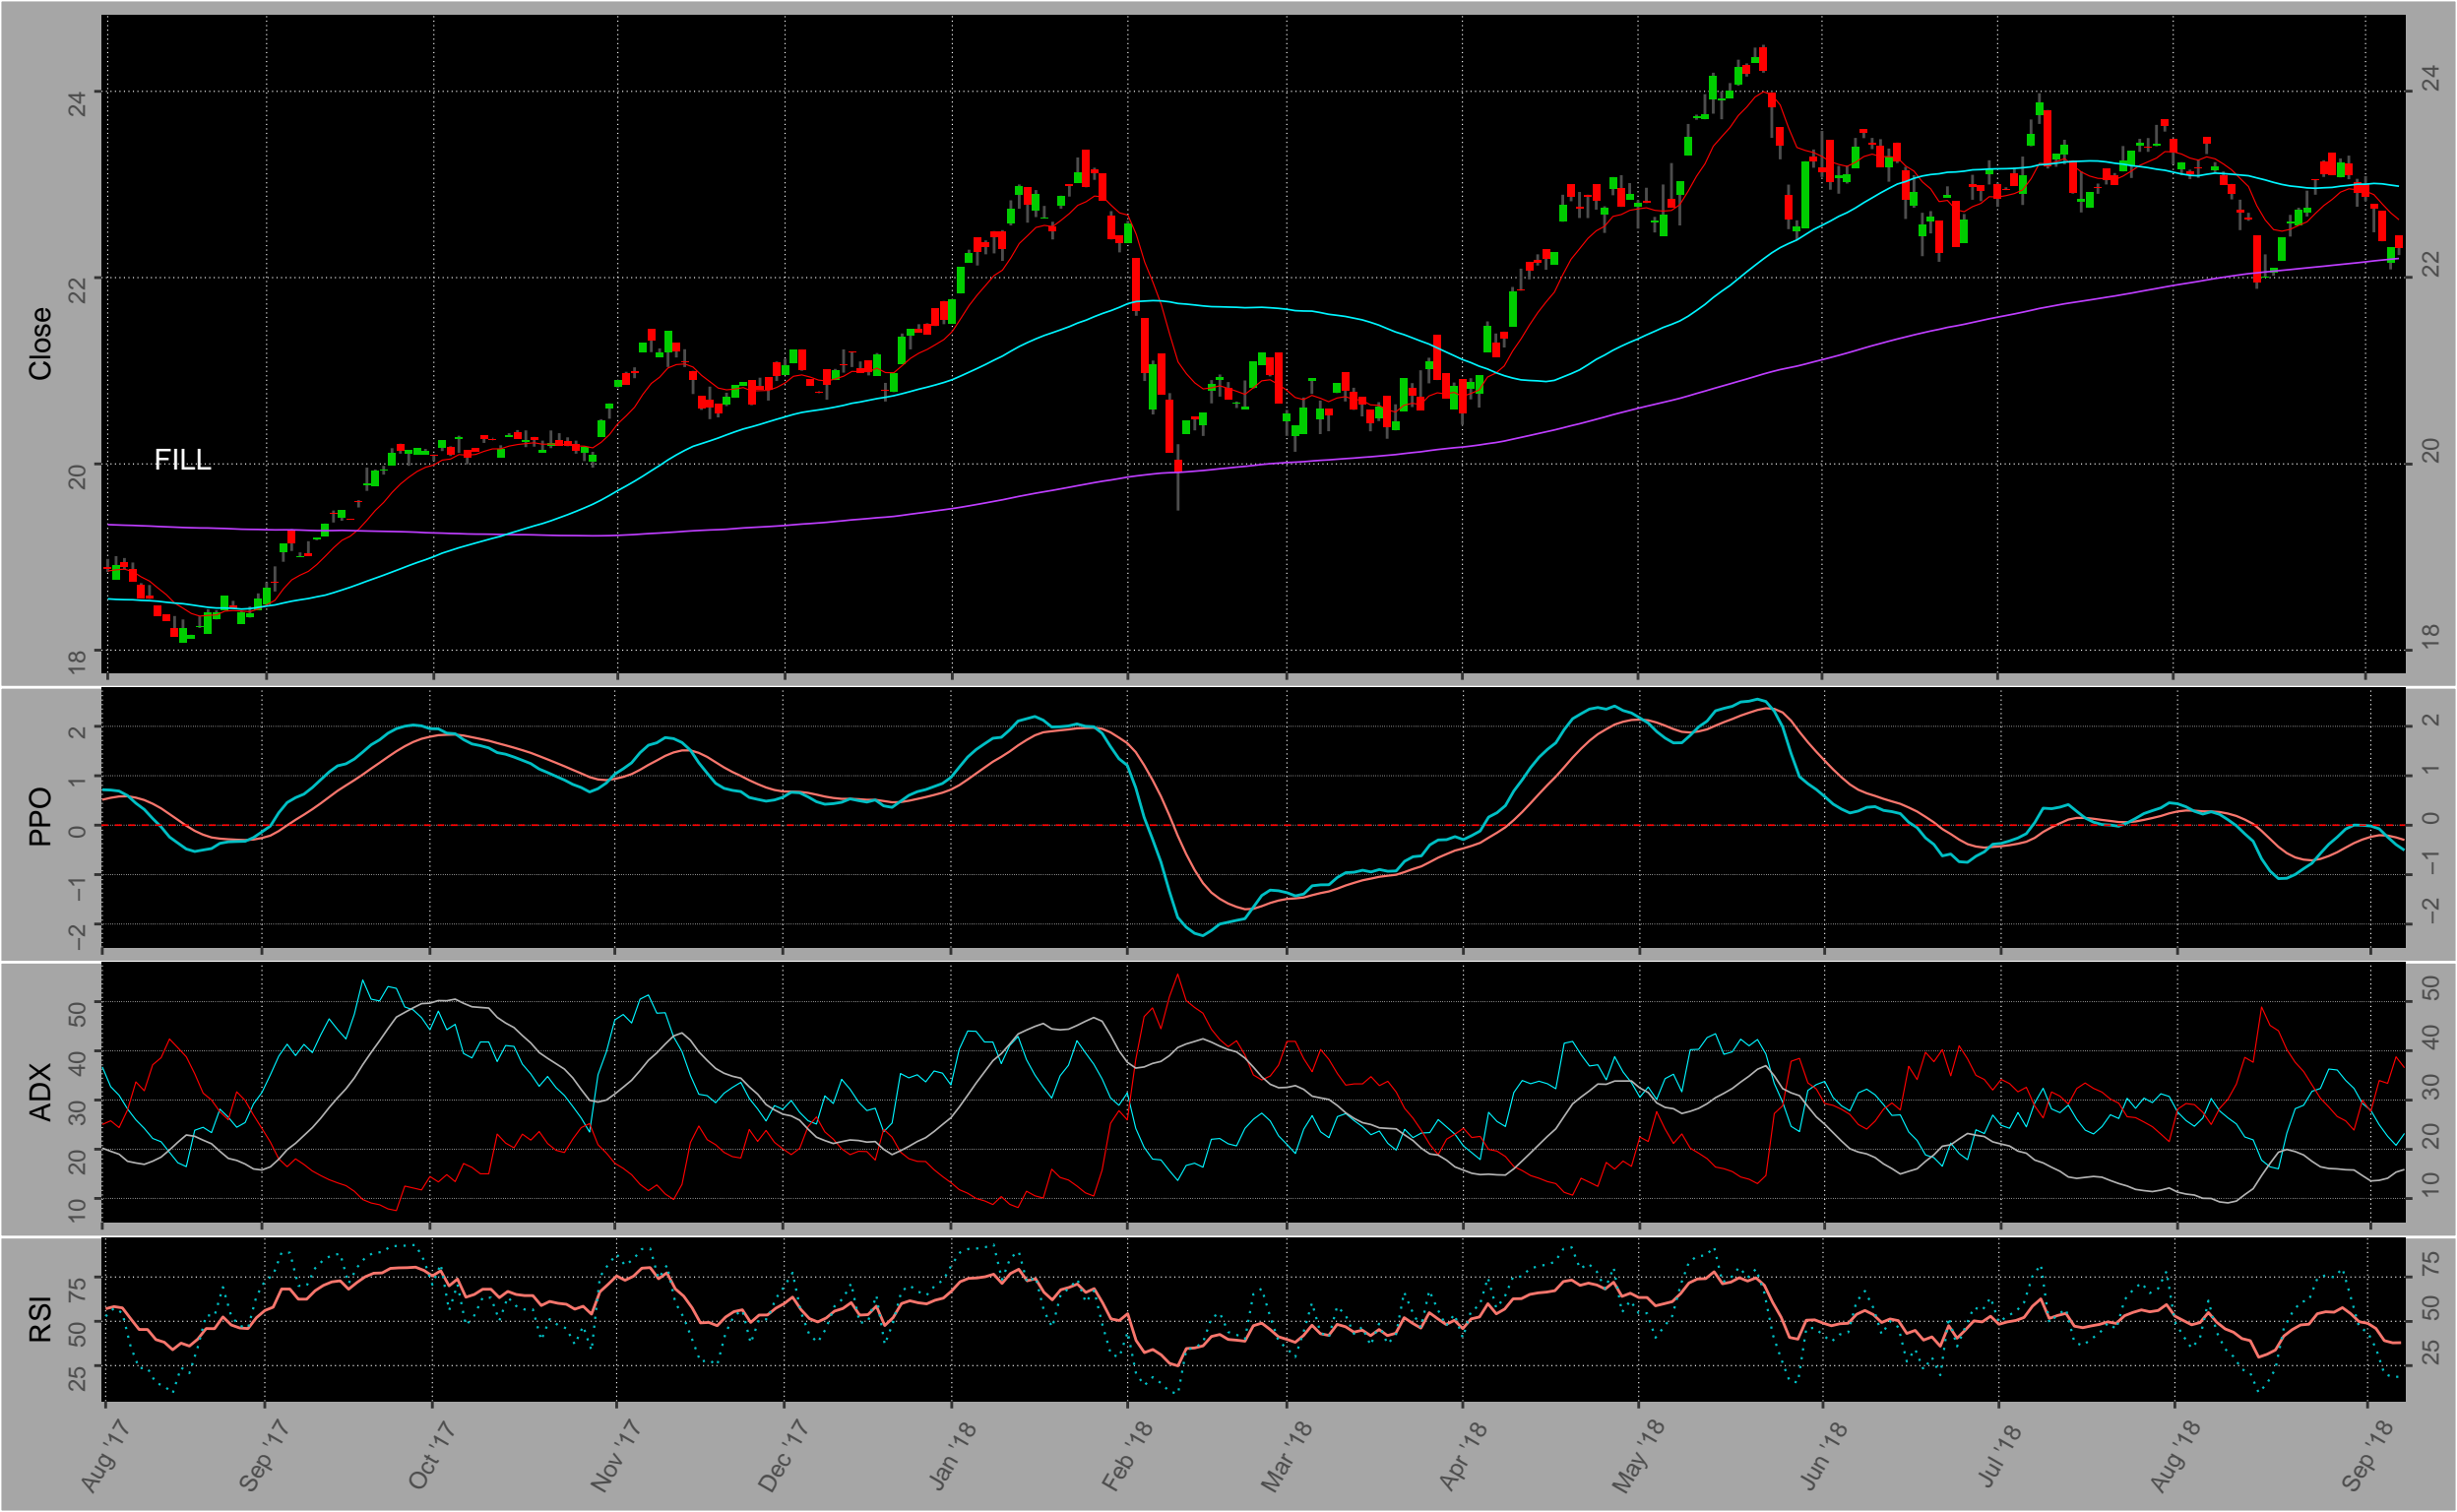 24
22
20
18
Close
FILL
24
22
20
18
2
1
0
−1
−2
PPO
2
1
0
−1
−2
50
40
30
20
10
ADX
50
40
30
20
10
75
50
25
RSI
75
50
25
Aug '17
Sep '17
Oct '17
Nov '17
Dec '17
Jan '18
Feb '18
Mar '18
Apr '18
May '18
Jun '18
Jul '18
Aug '18
Sep '18